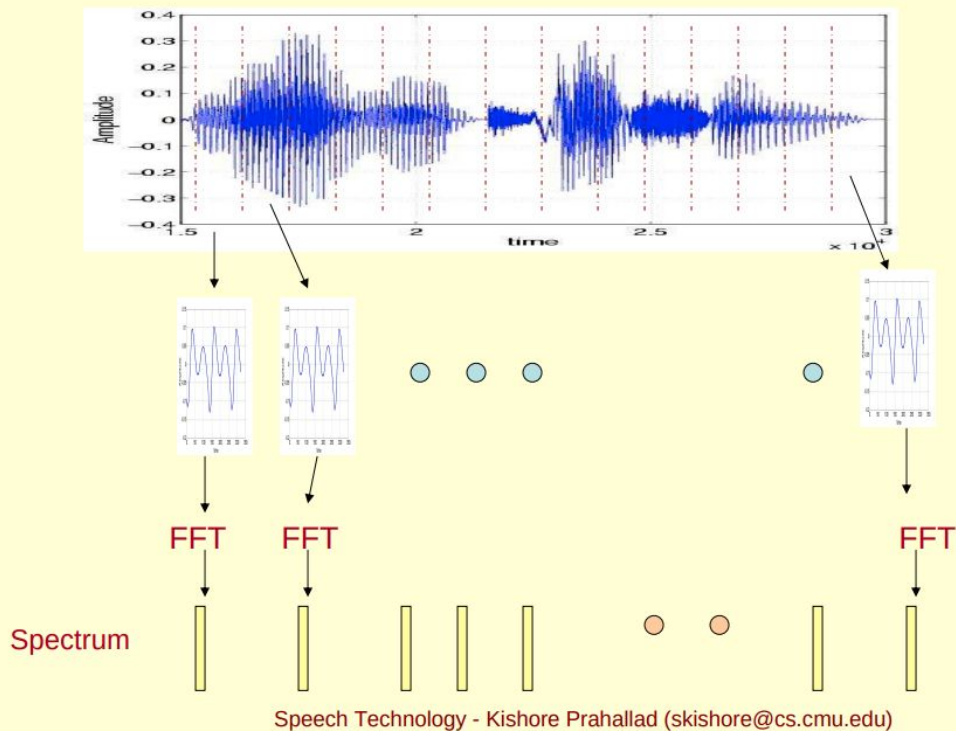 0.4
0.3
0.2
0.1
0
−0.1
−0.2
−0.3
−0.4
Amplitude
1.5 2 2.5 3
time
x 10⁴
FFT FFT FFT
Spectrum
Speech Technology - Kishore Prahallad (skishore@cs.cmu.edu)